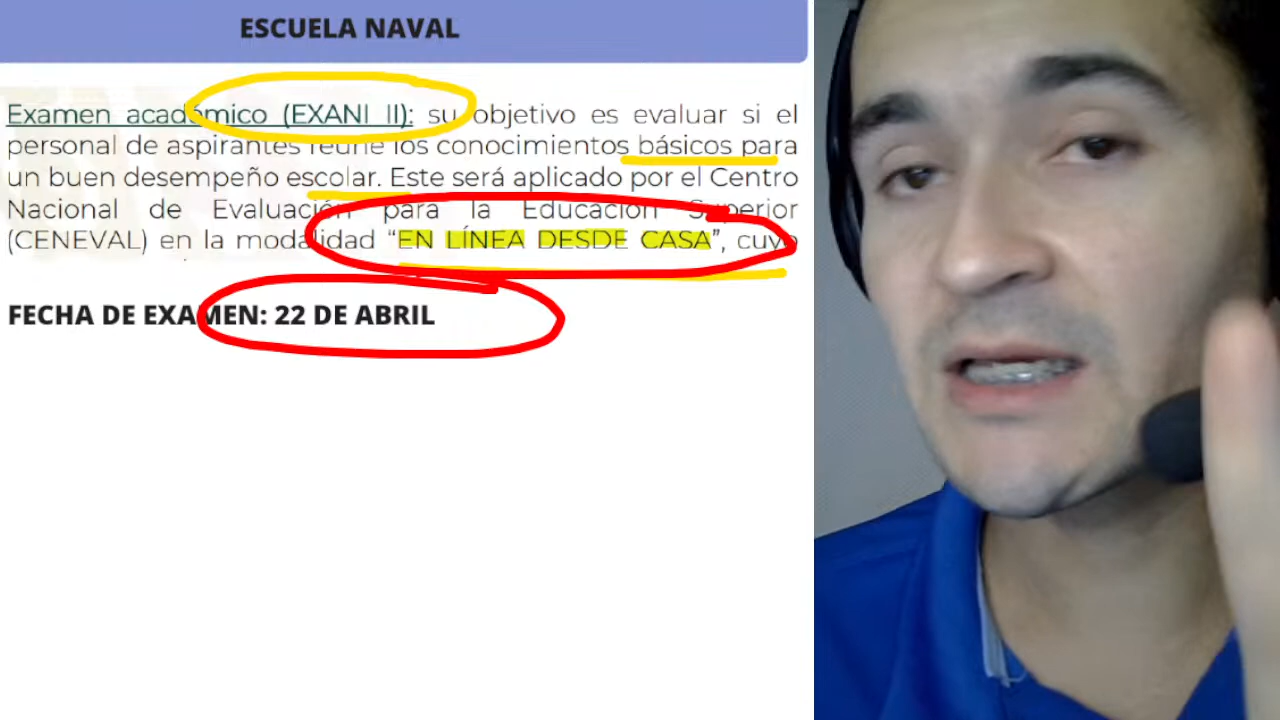 ESCUELA NAVAL
Examen académico (EXANI II): su objetivo es evaluar si el
personal de aspirantes reúne los conocimientos básicos para
un buen desempeño escolar. Este será aplicado por el Centro
Nacional de Evaluación para la Educación Superior
(CENEVAL) en la modalidad “EN LÍNEA DESDE CASA”, cuyo
FECHA DE EXAMEN: 22 DE ABRIL